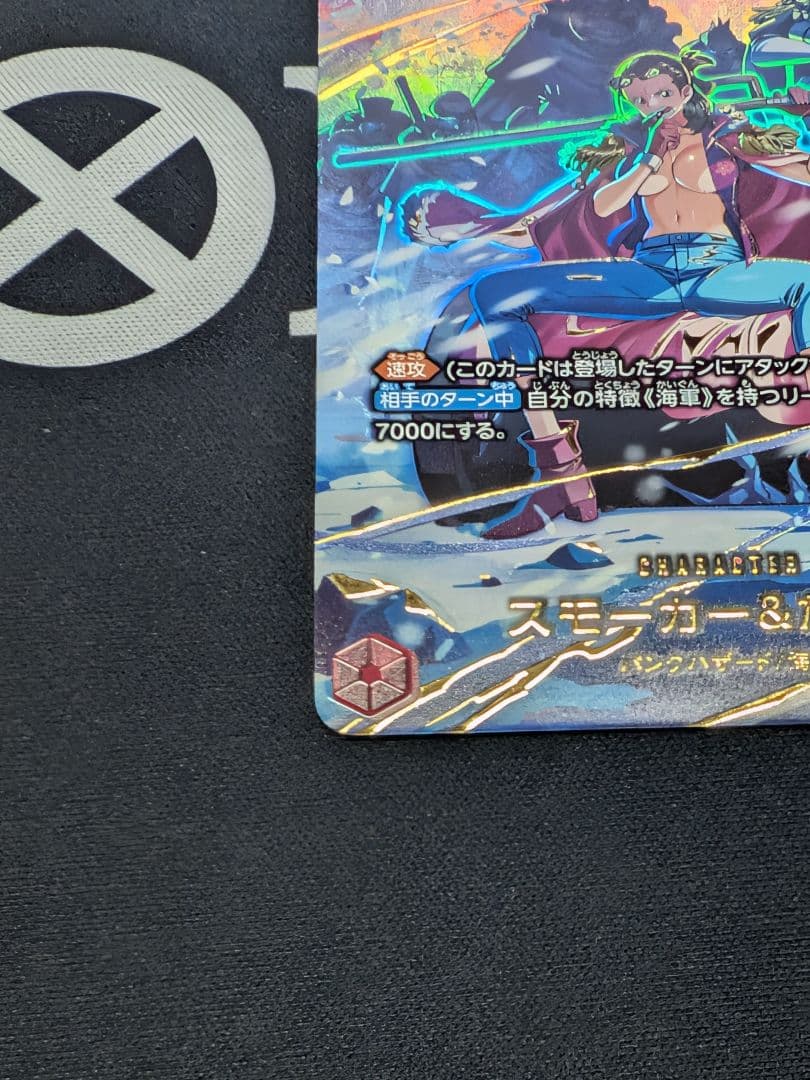 速攻 (このカードは登場したターンにアタック
相手のターン中 自分の特徴《海軍》を持つリー
7000にする。
CHARACTER
スモーカー&
パンクハザード/海